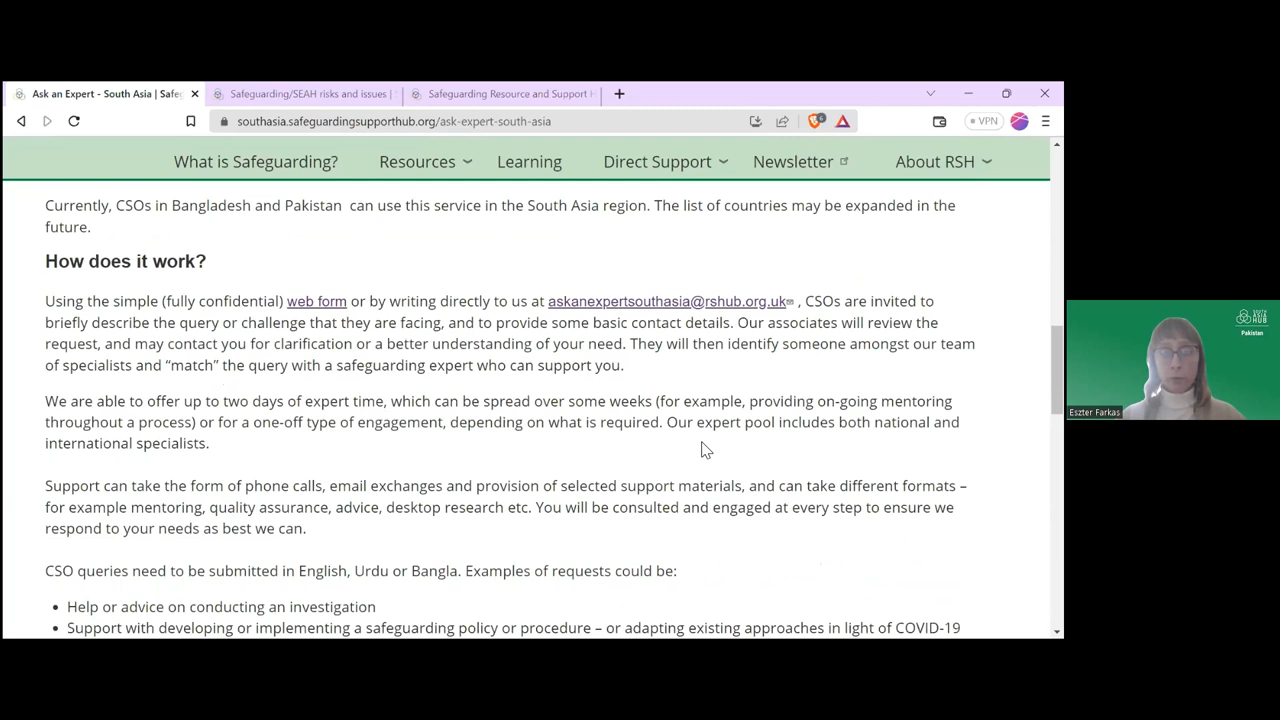 Ask an Expert - South Asia | Safeg
Safeguarding/SEAH risks and issues |
Safeguarding Resource and Support H
southasia.safeguardingsupporthub.org/ask-expert-south-asia
6
VPN
What is Safeguarding?
Resources
Learning
Direct Support
Newsletter
About RSH
Currently, CSOs in Bangladesh and Pakistan can use this service in the South Asia region. The list of countries may be expanded in the
future.
How does it work?
Using the simple (fully confidential) web form or by writing directly to us at askanexpertsouthasia@rshub.org.uk , CSOs are invited to
briefly describe the query or challenge that they are facing, and to provide some basic contact details. Our associates will review the
request, and may contact you for clarification or a better understanding of your need. They will then identify someone amongst our team
of specialists and “match” the query with a safeguarding expert who can support you.
We are able to offer up to two days of expert time, which can be spread over some weeks (for example, providing on-going mentoring
throughout a process) or for a one-off type of engagement, depending on what is required. Our expert pool includes both national and
international specialists.
Support can take the form of phone calls, email exchanges and provision of selected support materials, and can take different formats –
for example mentoring, quality assurance, advice, desktop research etc. You will be consulted and engaged at every step to ensure we
respond to your needs as best we can.
CSO queries need to be submitted in English, Urdu or Bangla. Examples of requests could be:
• Help or advice on conducting an investigation
• Support with developing or implementing a safeguarding policy or procedure – or adapting existing approaches in light of COVID-19
HUB
Pakistan
Eszter Farkas